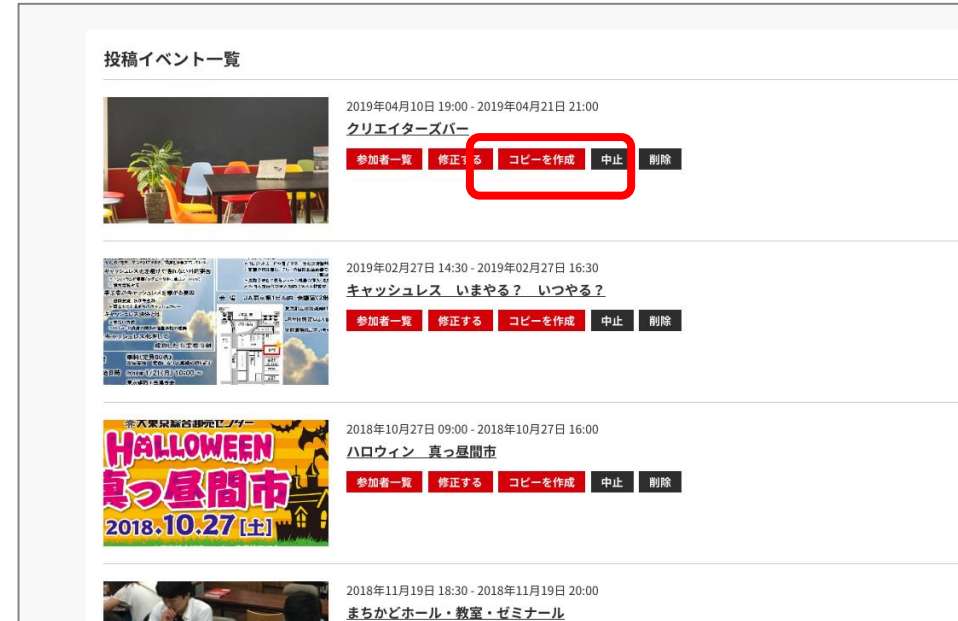 投稿イベント一覧
2019年04月10日 19:00 - 2019年04月21日 21:00
クリエイターズバー
参加者一覧 修正する コピーを作成 中止 削除
2019年02月27日 14:30 - 2019年02月27日 16:30
キャッシュレス いまやる? いつやる?
参加者一覧 修正する コピーを作成 中止 削除
HALLOWEEN
真っ昼間市
2018.10.27[土]
2018年10月27日 09:00 - 2018年10月27日 16:00
ハロウィン 真っ昼間市
参加者一覧 修正する コピーを作成 中止 削除
2018年11月19日 18:30 - 2018年11月19日 20:00
まちかどホール・教室・ゼミナール